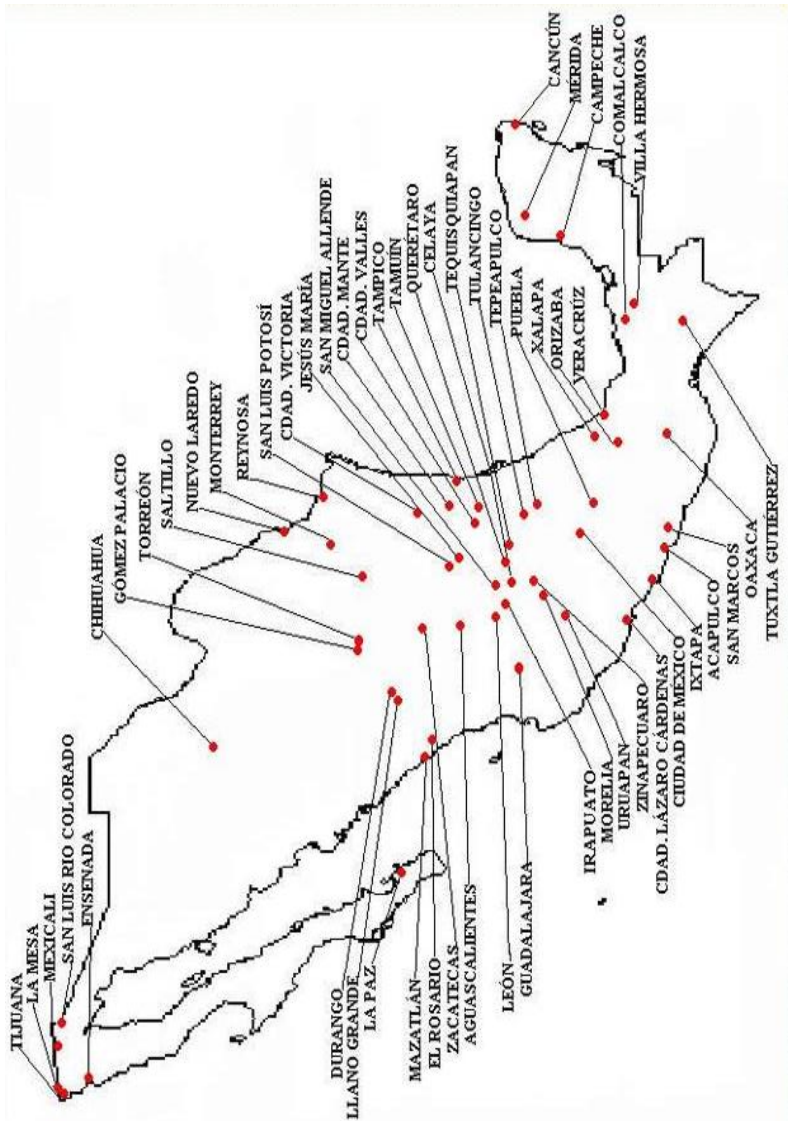 TIJUANA
LA MESA
MEXICALI
SAN LUIS RIO COLORADO
ENSENADA
CHIHUAHUA
GÓMEZ PALACIO
TORREÓN
SALTILLO
NUEVO LAREDO
MONTERREY
REYNOSA
SAN LUIS POTOSÍ
CDAD. VICTORIA
JESÚS MARÍA
SAN MIGUEL ALLENDE
CDAD. MANTE
CDAD. VALLES
TAMPICO
TAMUÍN
QUERÉTARO
CELAYA
TEQUISQUIAPAN
TULANCINGO
TEPEAPULCO
PUEBLA
XALAPA
ORIZABA
VERACRÚZ
CANCÚN
MÉRIDA
CAMPECHE
COMALCALCO
VILLA HERMOSA
DURANGO
LLANO GRANDE
LA PAZ
MAZATLÁN
EL ROSARIO
ZACATECAS
AGUASCALIENTES
LEÓN
GUADALAJARA
IRAPUATO
MORELIA
URUAPAN
ZINAPECUARO
CDAD. LÁZARO CÁRDENAS
CIUDAD DE MÉXICO
IXTAPA
ACAPULCO
SAN MARCOS
OAXACA
TUXTLA GUTIÉRREZ